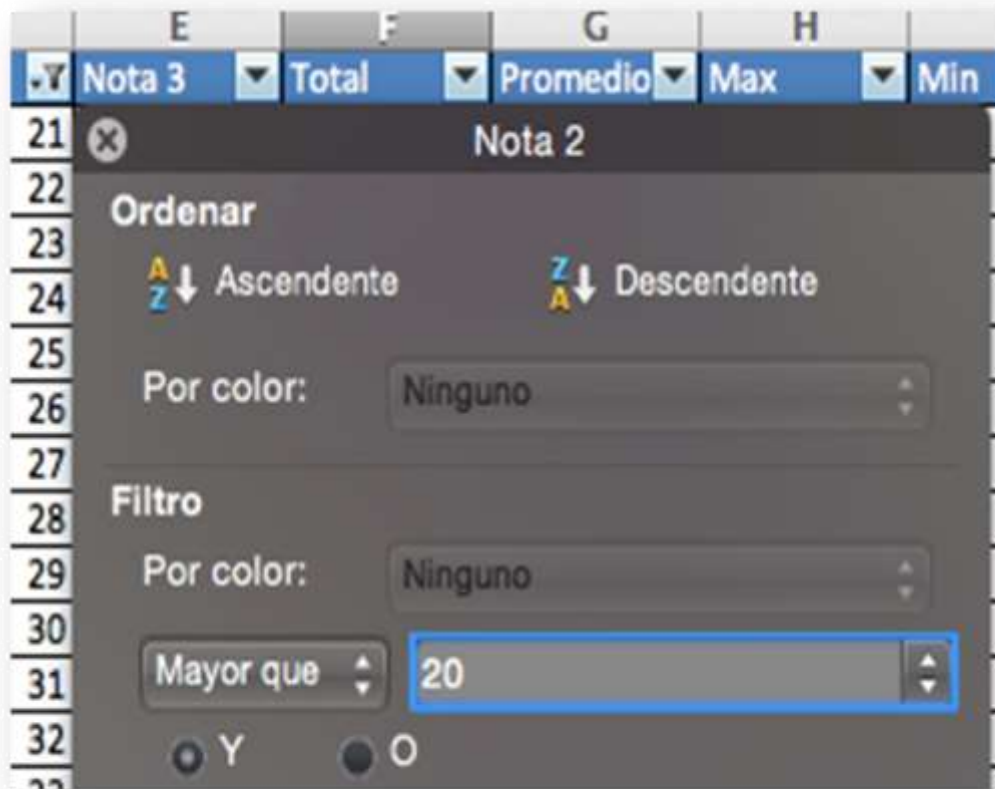 E F G H
Nota 3 Total Promedio Max Min
21 Nota 2
22
Ordenar
23
24 Ascendente Descendente
25
Por color: Ninguno
26
27
Filtro
28
29 Por color: Ninguno
30
31 Mayor que 20
32 Y O